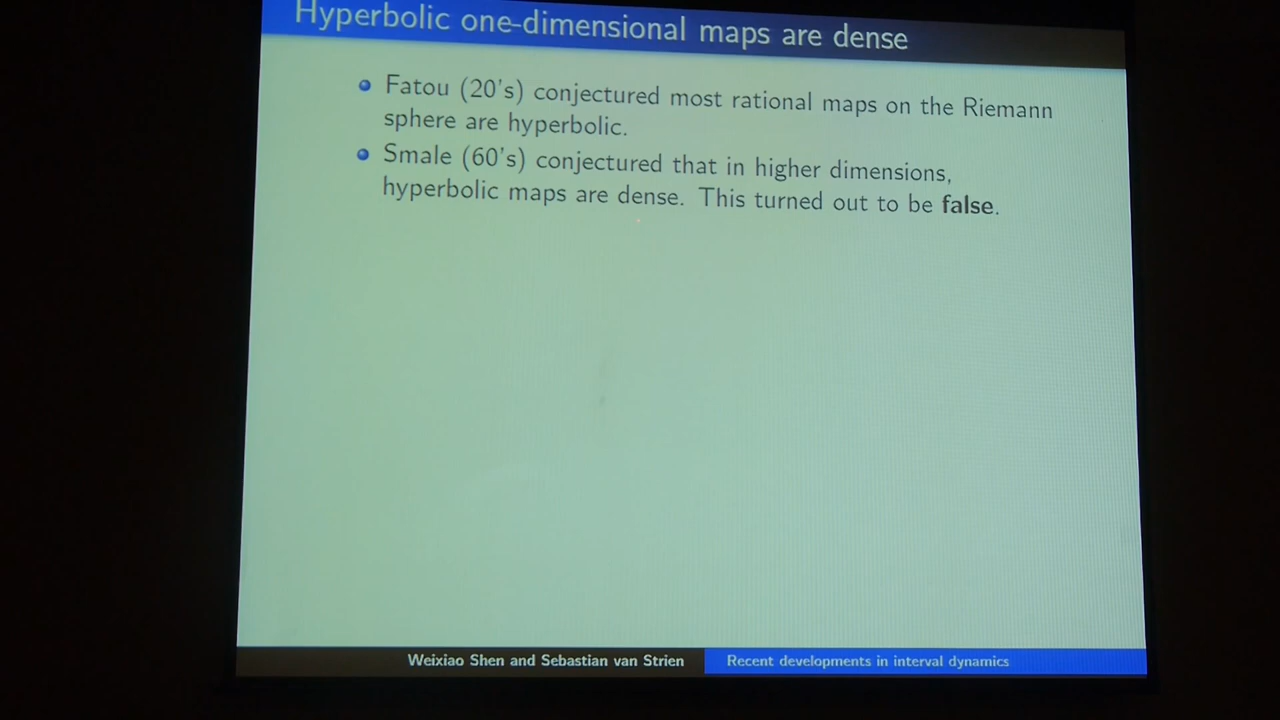 Hyperbolic one-dimensional maps are dense
Fatou (20's) conjectured most rational maps on the Riemann
sphere are hyperbolic.
Smale (60's) conjectured that in higher dimensions,
hyperbolic maps are dense. This turned out to be false.
Weixiao Shen and Sebastian van Strien
Recent developments in interval dynamics